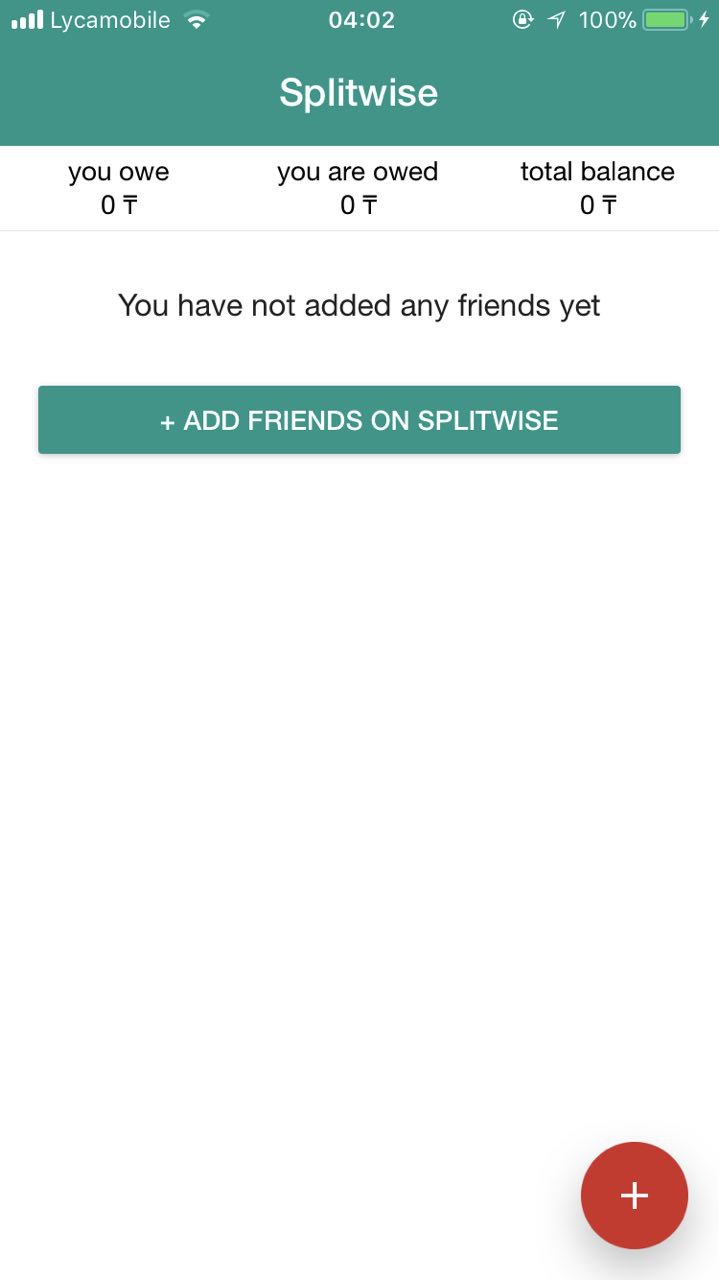 Lycamobile 04:02 100%
Splitwise
you owe you are owed total balance
0 ₸ 0 ₸ 0 ₸
You have not added any friends yet
+ ADD FRIENDS ON SPLITWISE
+